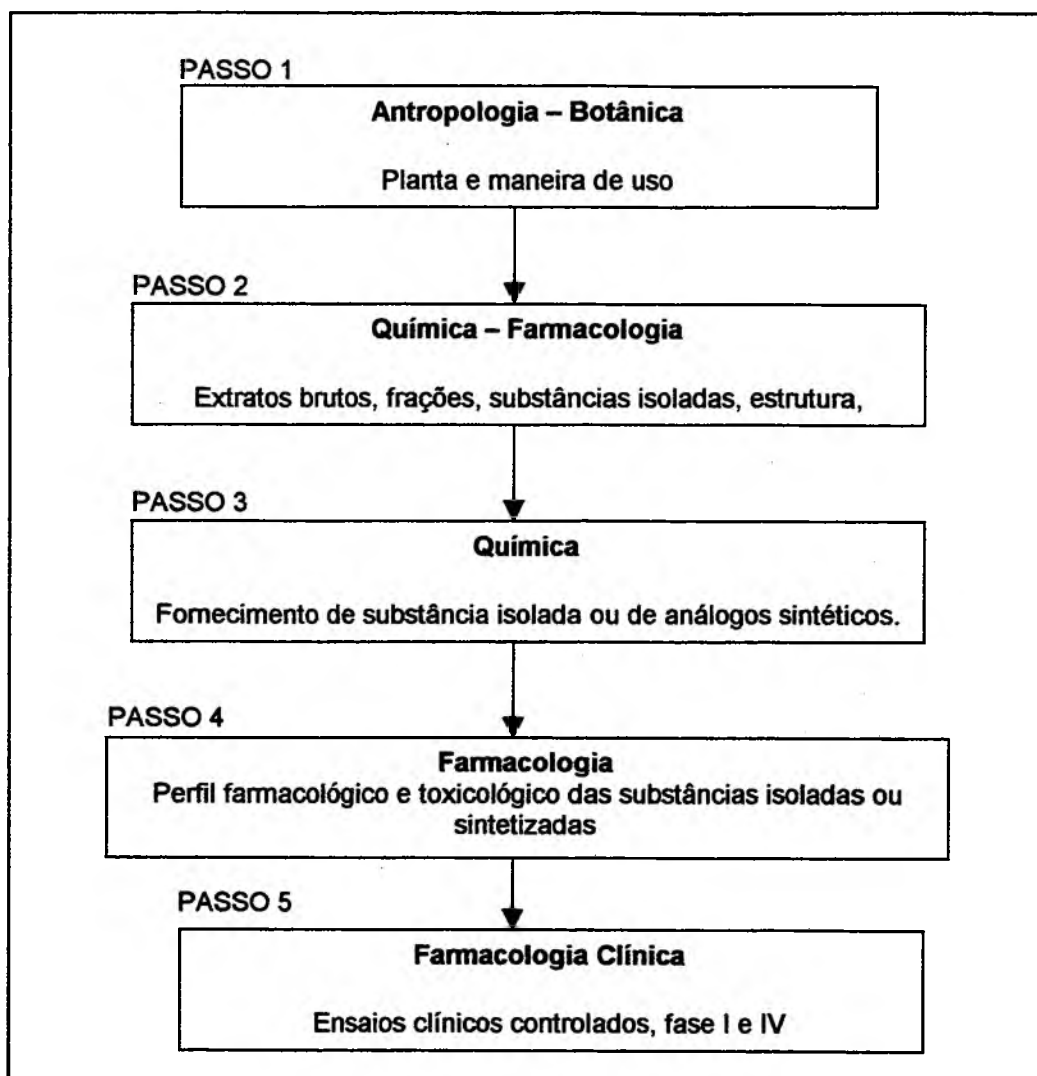 PASSO 1
Antropologia – Botânica
Planta e maneira de uso
PASSO 2
Química – Farmacologia
Extratos brutos, frações, substâncias isoladas, estrutura,
PASSO 3
Química
Fornecimento de substância isolada ou de análogos sintéticos.
PASSO 4
Farmacologia
Perfil farmacológico e toxicológico das substâncias isoladas ou
sintetizadas
PASSO 5
Farmacologia Clínica
Ensaios clínicos controlados, fase I e IV